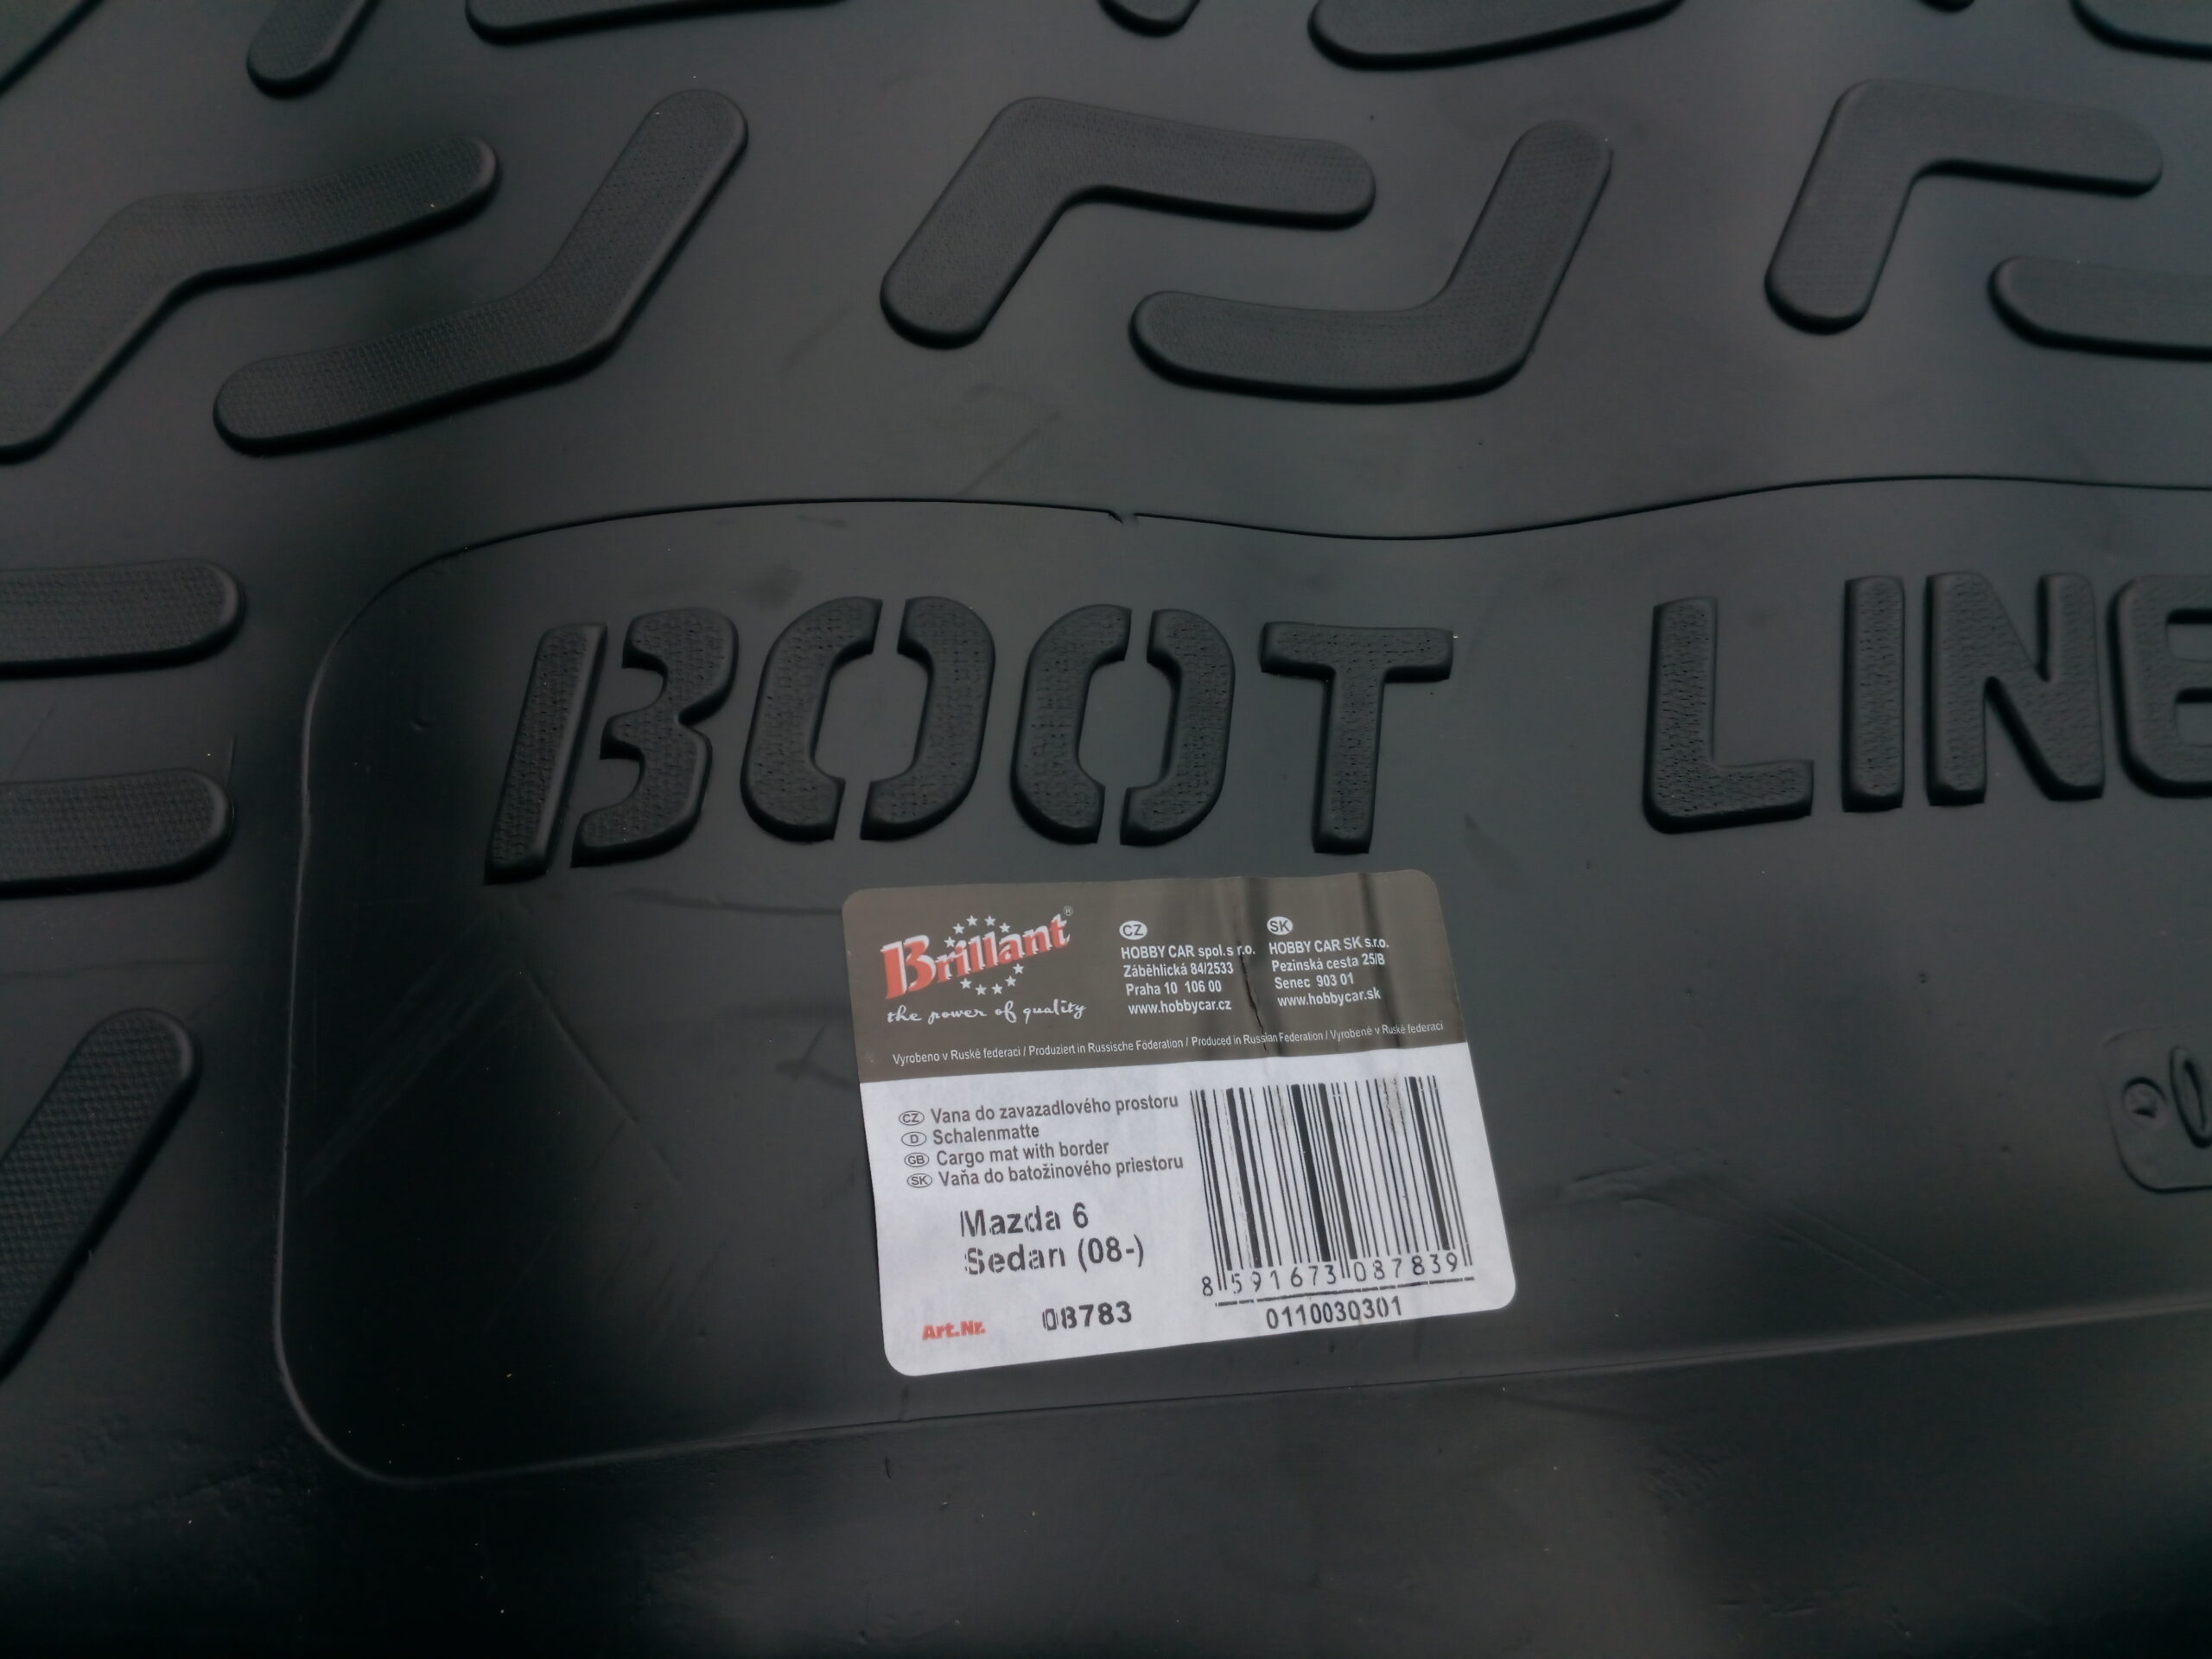 BOOT LINE
Brillant®
the power of quality
CZ
HOBBY CAR spol.s r.o.
Záběhlická 84/2533
Praha 10 106 00
www.hobbycar.cz
SK
HOBBY CAR SK s.r.o.
Pezinská cesta 25/B
Senec 903 01
www.hobbycar.sk
Vyrobeno v Ruské federaci / Produziert in Russische Föderation / Produced in Russian Federation / Vyrobené v Ruské federaci
CZ Vana do zavazadlového prostoru
D Schalenmatte
GB Cargo mat with border
SK Vaňa do batožinového priestoru
Mazda 6
Sedan (08-)
Art.Nr. 08783
8 591673 087839
0110030301